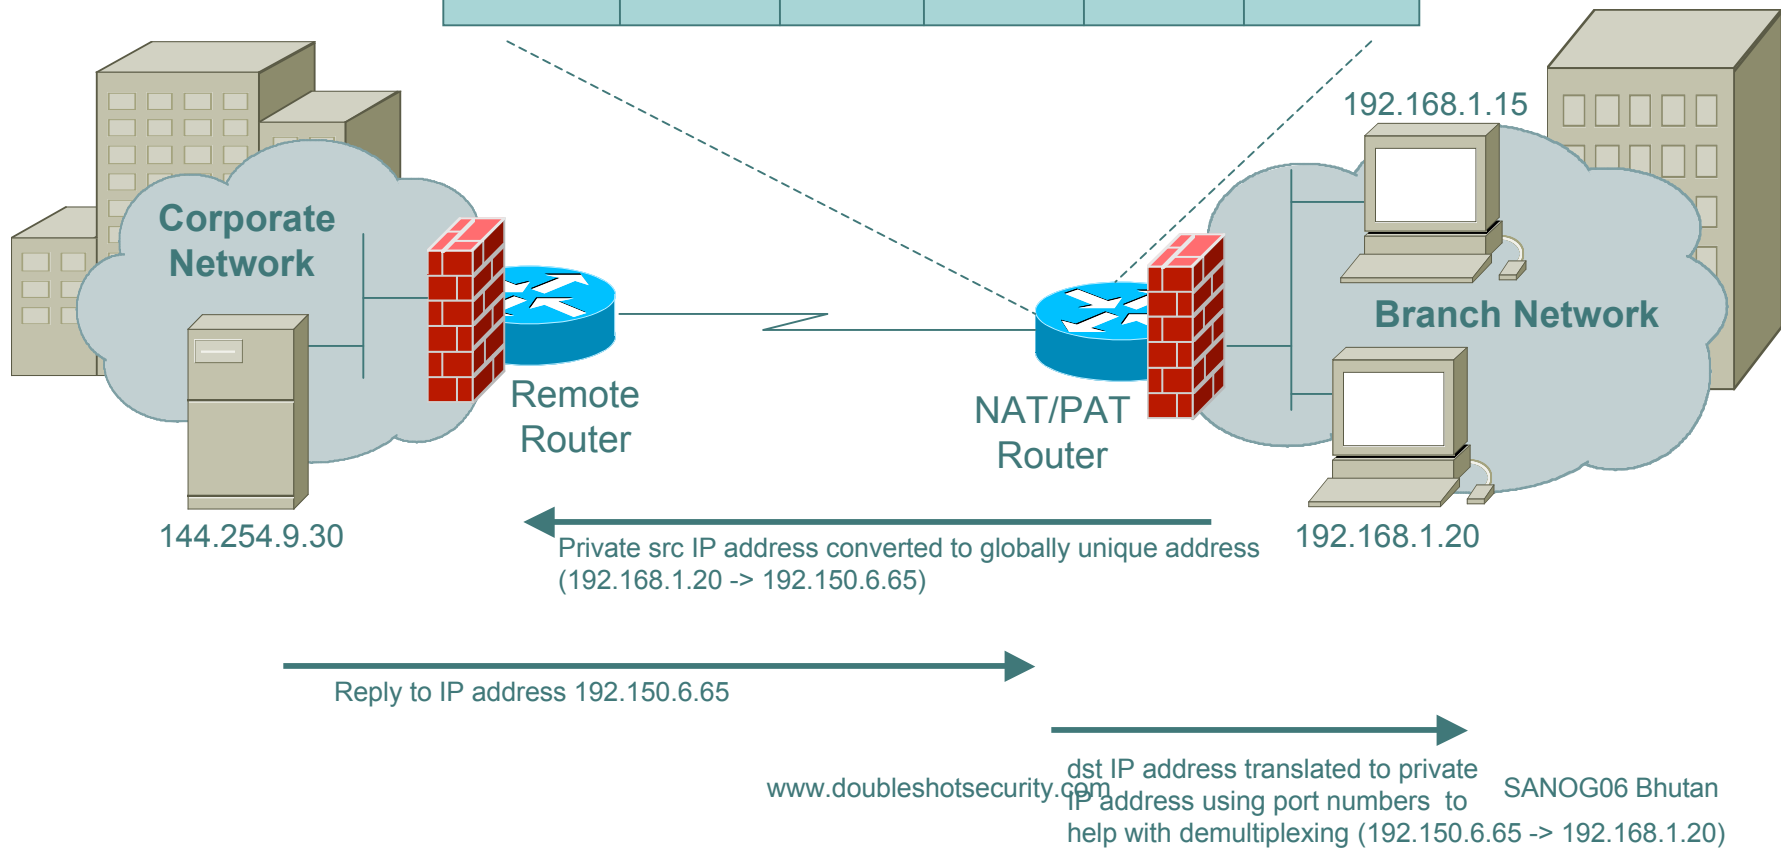 192.168.1.15
Corporate
Network
Branch Network
Remote
Router
NAT/PAT
Router
144.254.9.30
192.168.1.20
Private src IP address converted to globally unique address
(192.168.1.20 -> 192.150.6.65)
Reply to IP address 192.150.6.65
dst IP address translated to private
IP address using port numbers to
help with demultiplexing (192.150.6.65 -> 192.168.1.20)
www.doubleshotsecurity.com
SANOG06 Bhutan